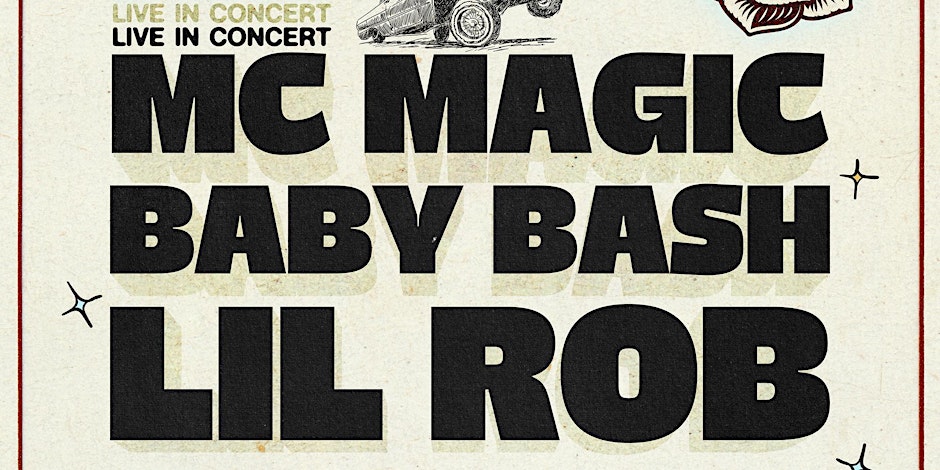 LIVE IN CONCERT
LIVE IN CONCERT
MC MAGIC
BABY BASH
LIL ROB